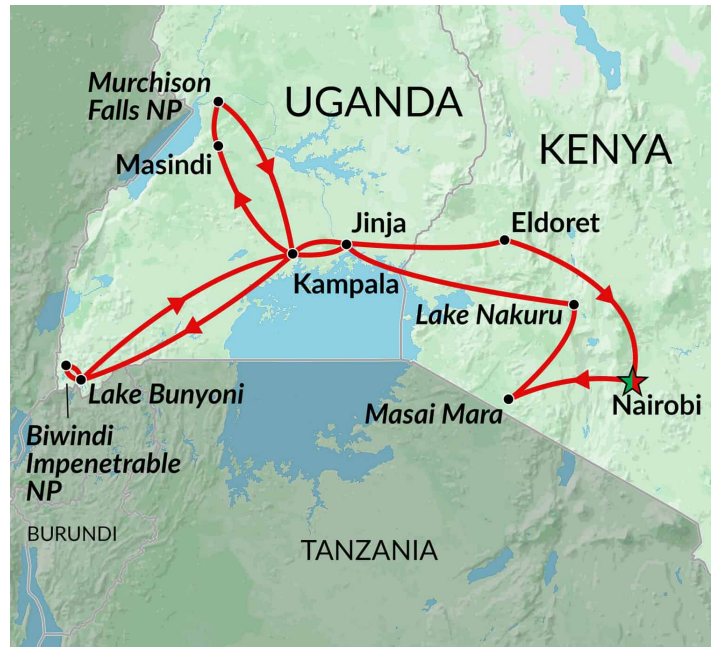 Murchison
Falls NP
UGANDA
KENYA
Masindi
Jinja
Eldoret
Kampala
Lake Nakuru
Lake Bunyoni
Masai Mara
Nairobi
Biwindi
Impenetrable
NP
BURUNDI
TANZANIA